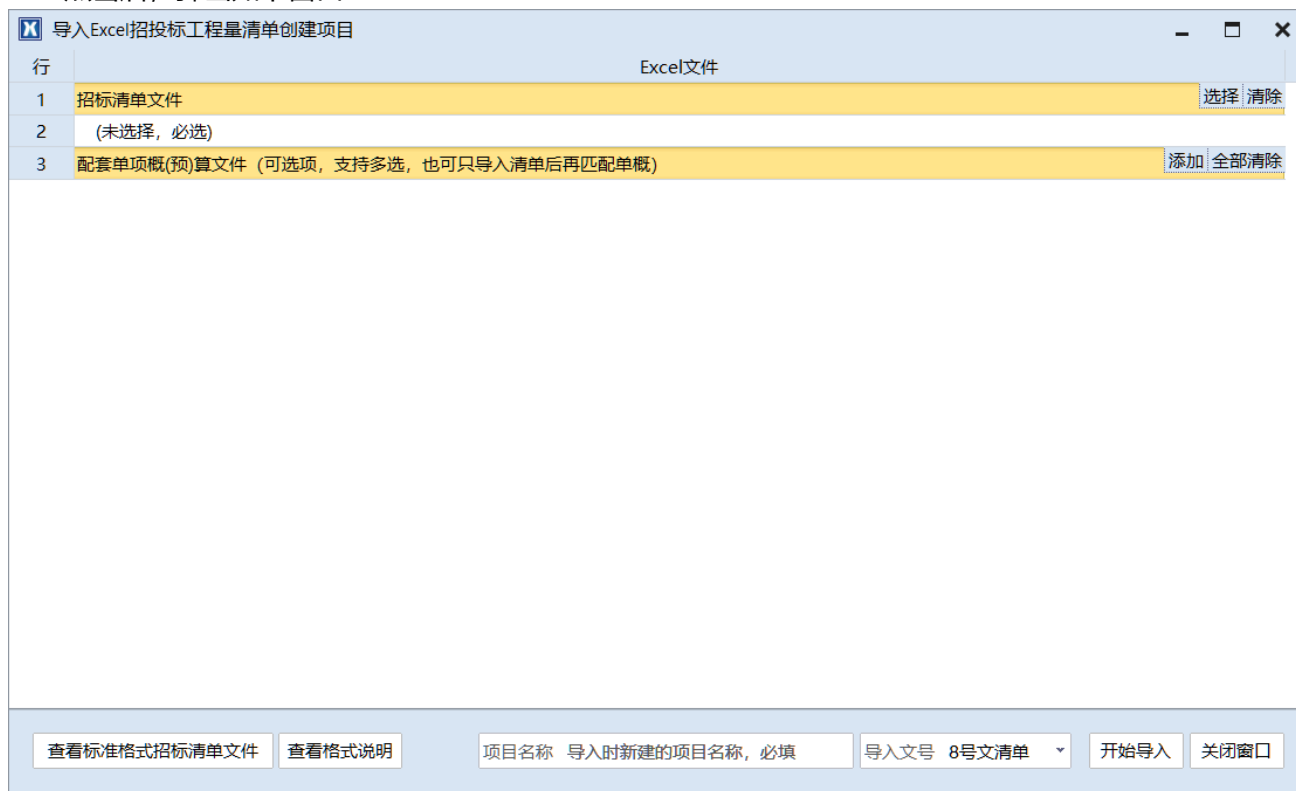 导入Excel招投标工程量清单创建项目
行 Excel文件
1 招标清单文件 选择 清除
2 (未选择，必选)
3 配套单项概(预)算文件（可选项，支持多选，也可只导入清单后再匹配单概) 添加 全部清除
查看标准格式招标清单文件 查看格式说明 项目名称 导入时新建的项目名称，必填 导入文号 8号文清单 开始导入 关闭窗口